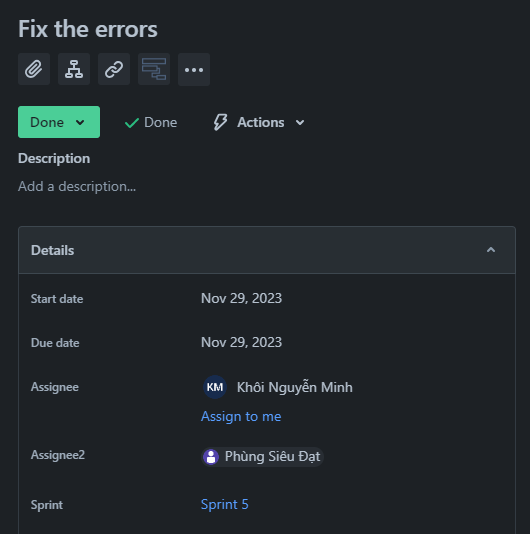 Fix the errors
Done
Done
Actions
Description
Add a description...
Details
Start date
Nov 29, 2023
Due date
Nov 29, 2023
Assignee
KM Khôi Nguyễn Minh
Assign to me
Assignee2
Phùng Siêu Đạt
Sprint
Sprint 5